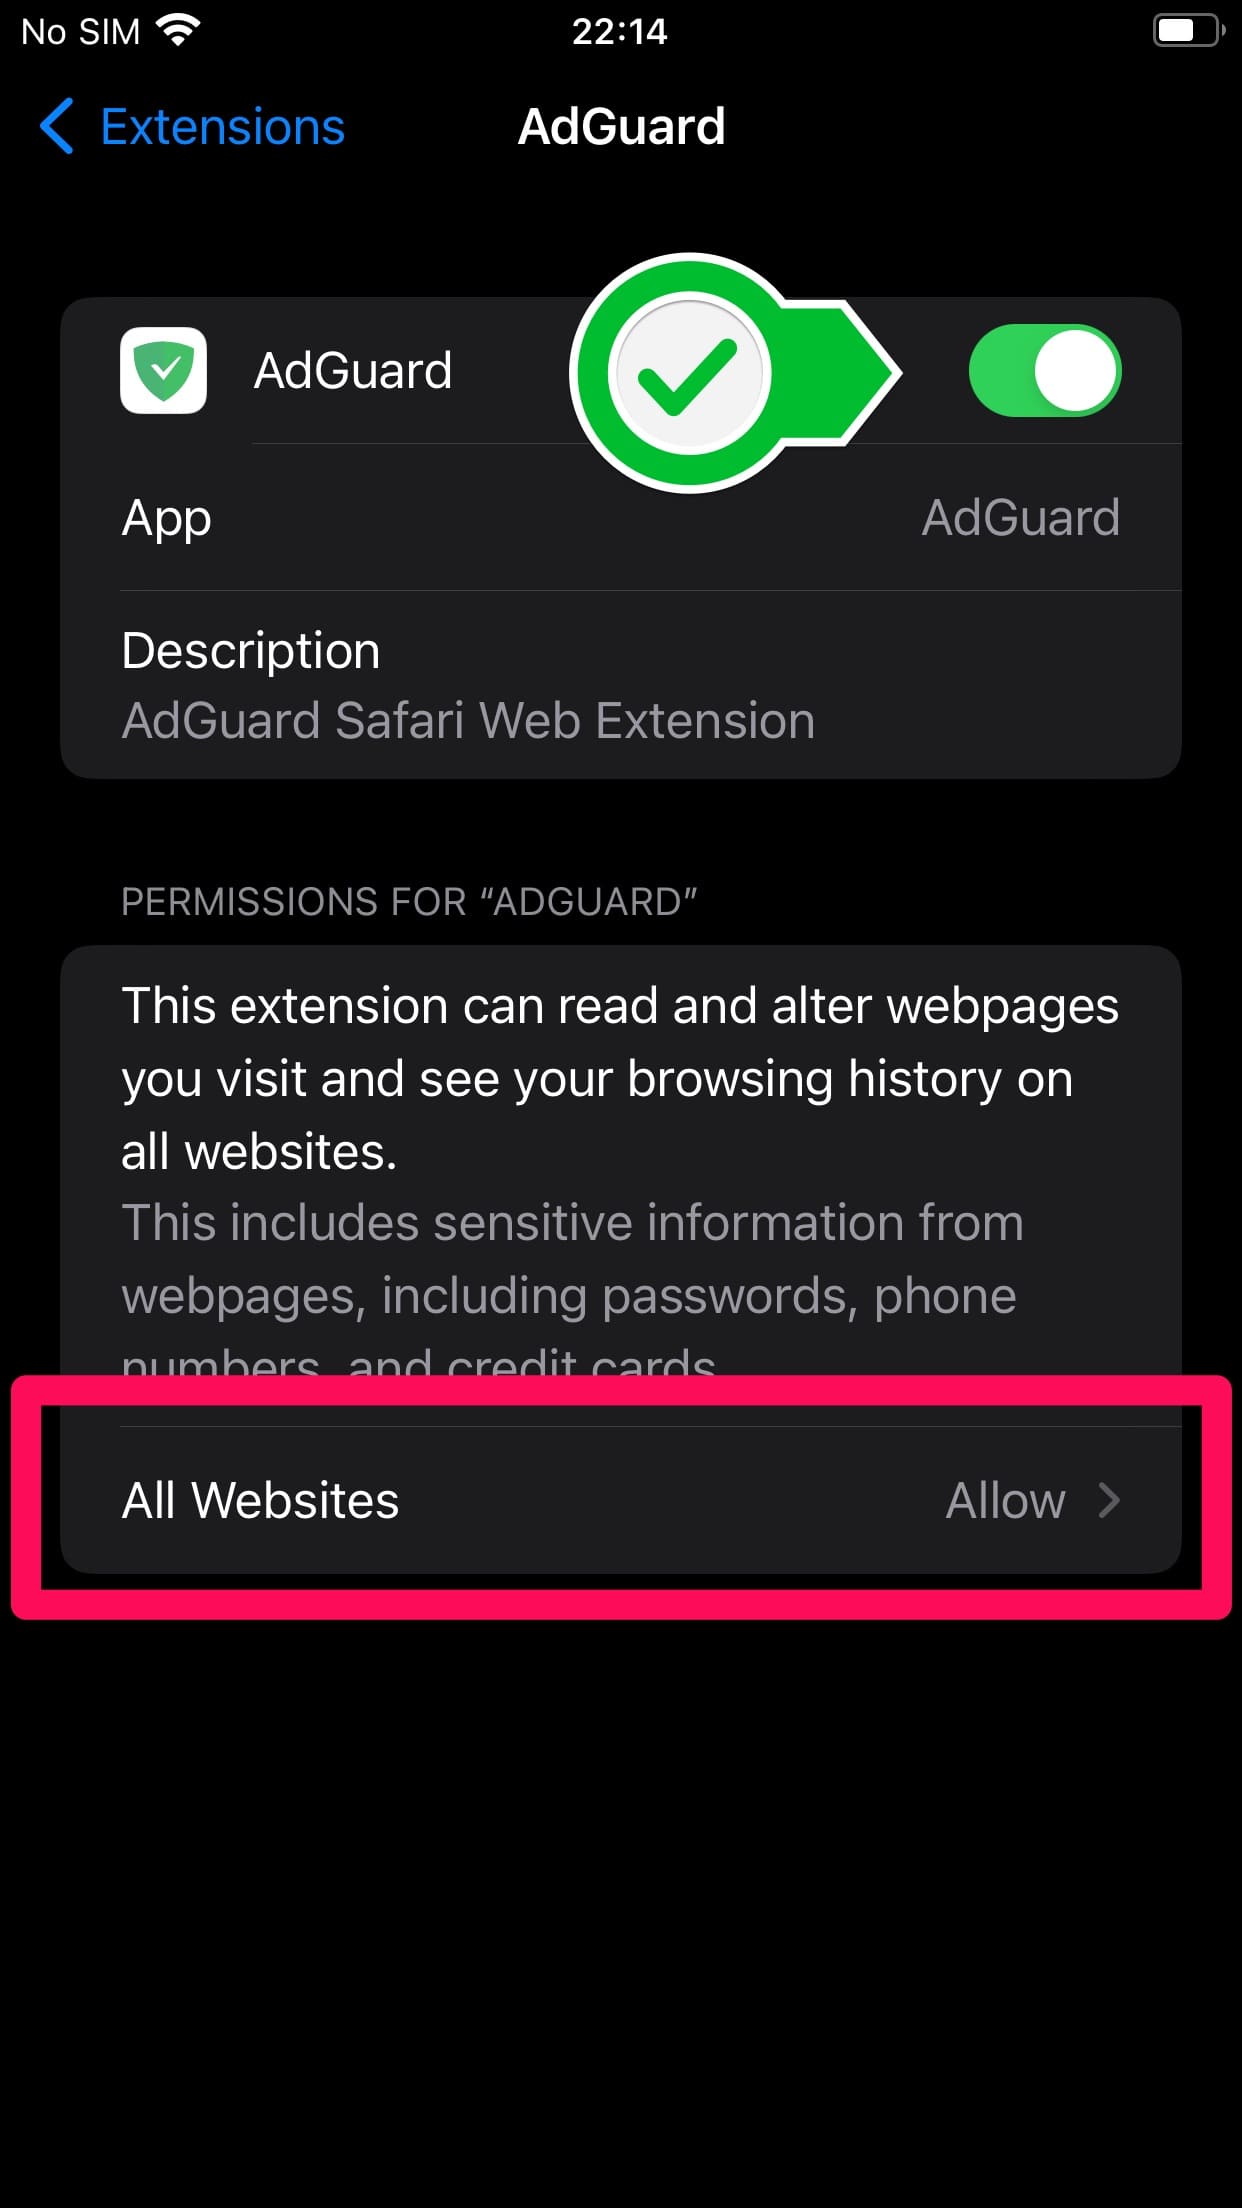 No SIM 22:14
Extensions AdGuard
AdGuard
App AdGuard
Description
AdGuard Safari Web Extension
PERMISSIONS FOR “ADGUARD”
This extension can read and alter webpages
you visit and see your browsing history on
all websites.
This includes sensitive information from
webpages, including passwords, phone
numbers, and credit cards
All Websites Allow